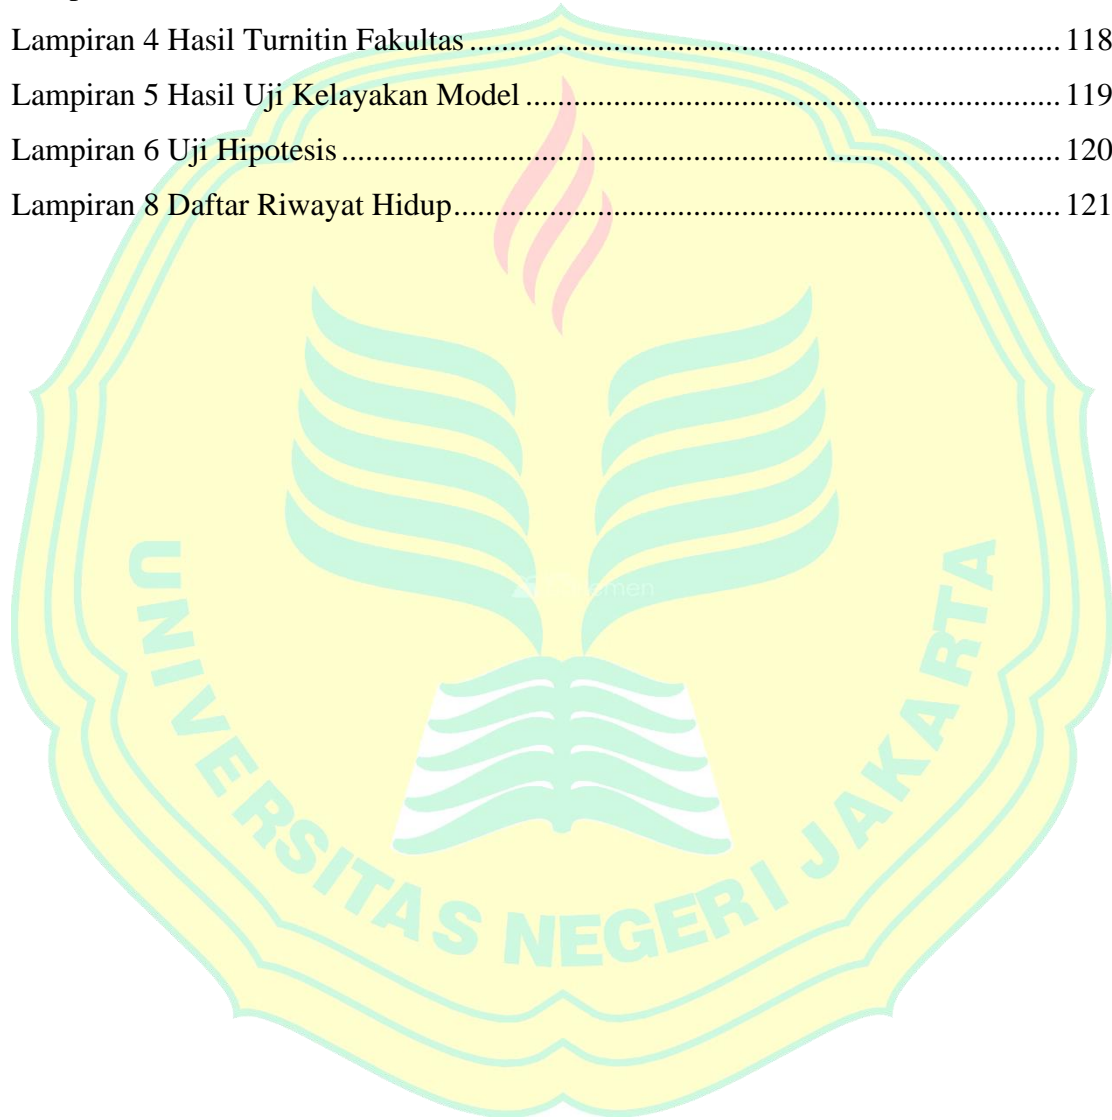 Lampiran 4 Hasil Turnitin Fakultas ........................................................................... 118
Lampiran 5 Hasil Uji Kelayakan Model .................................................................... 119
Lampiran 6 Uji Hipotesis ........................................................................................... 120
Lampiran 8 Daftar Riwayat Hidup ............................................................................. 121
UNIVERSITAS NEGERI JAKARTA